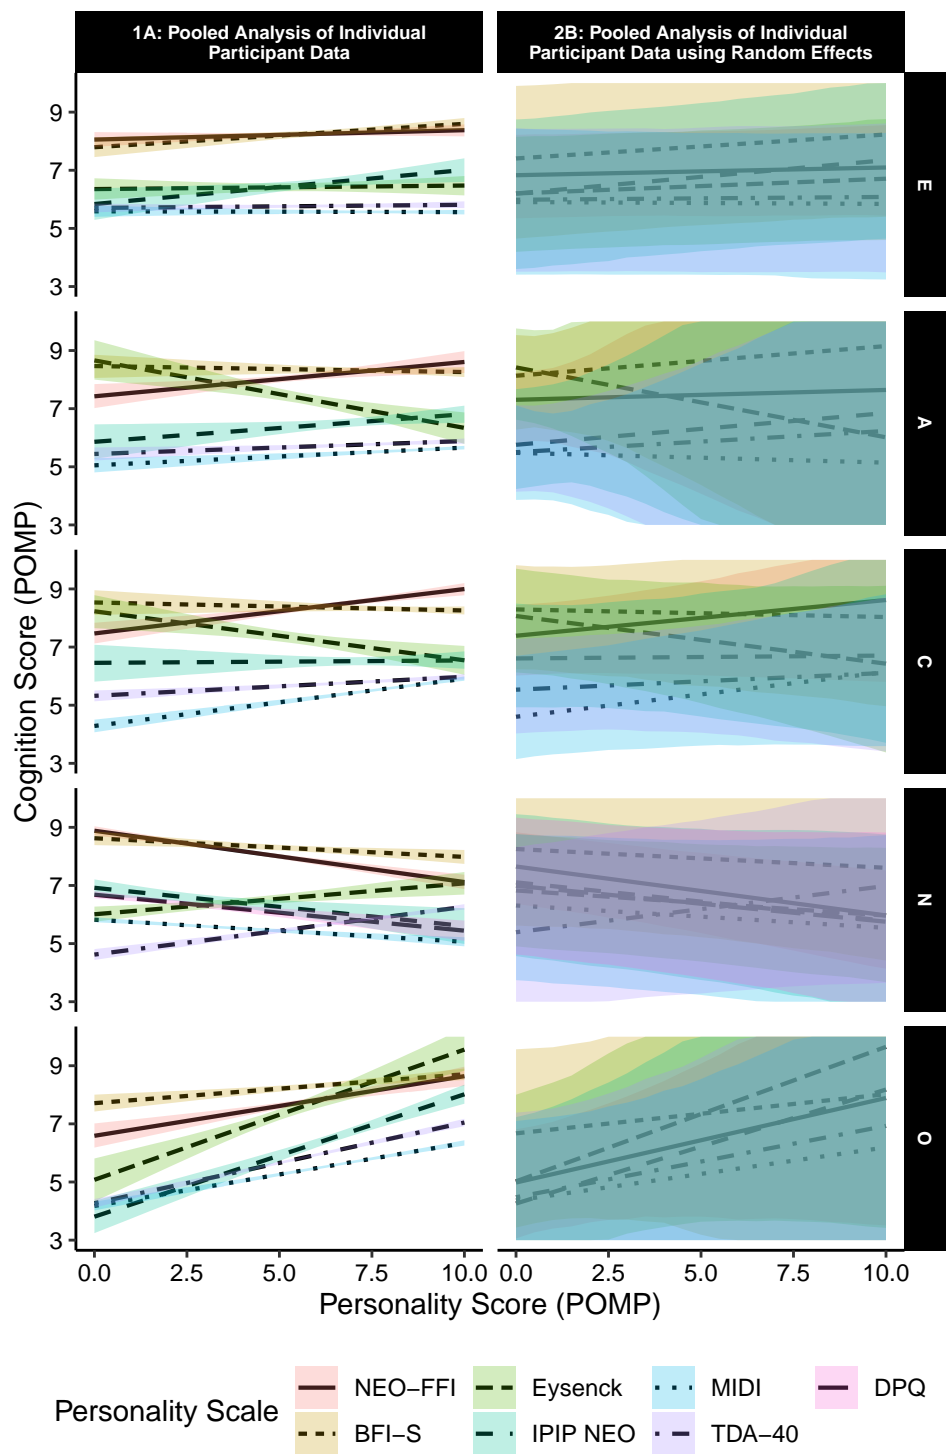 1A: Pooled Analysis of Individual
Participant Data
2B: Pooled Analysis of Individual
Participant Data using Random Effects
Cognition Score (POMP)
9
7
5
3
E
9
7
5
3
A
9
7
5
3
C
9
7
5
3
N
9
7
5
3
O
0.0 2.5 5.0 7.5 10.0 0.0 2.5 5.0 7.5 10.0
Personality Score (POMP)
Personality Scale
NEO−FFI Eysenck MIDI DPQ
BFI−S IPIP NEO TDA−40